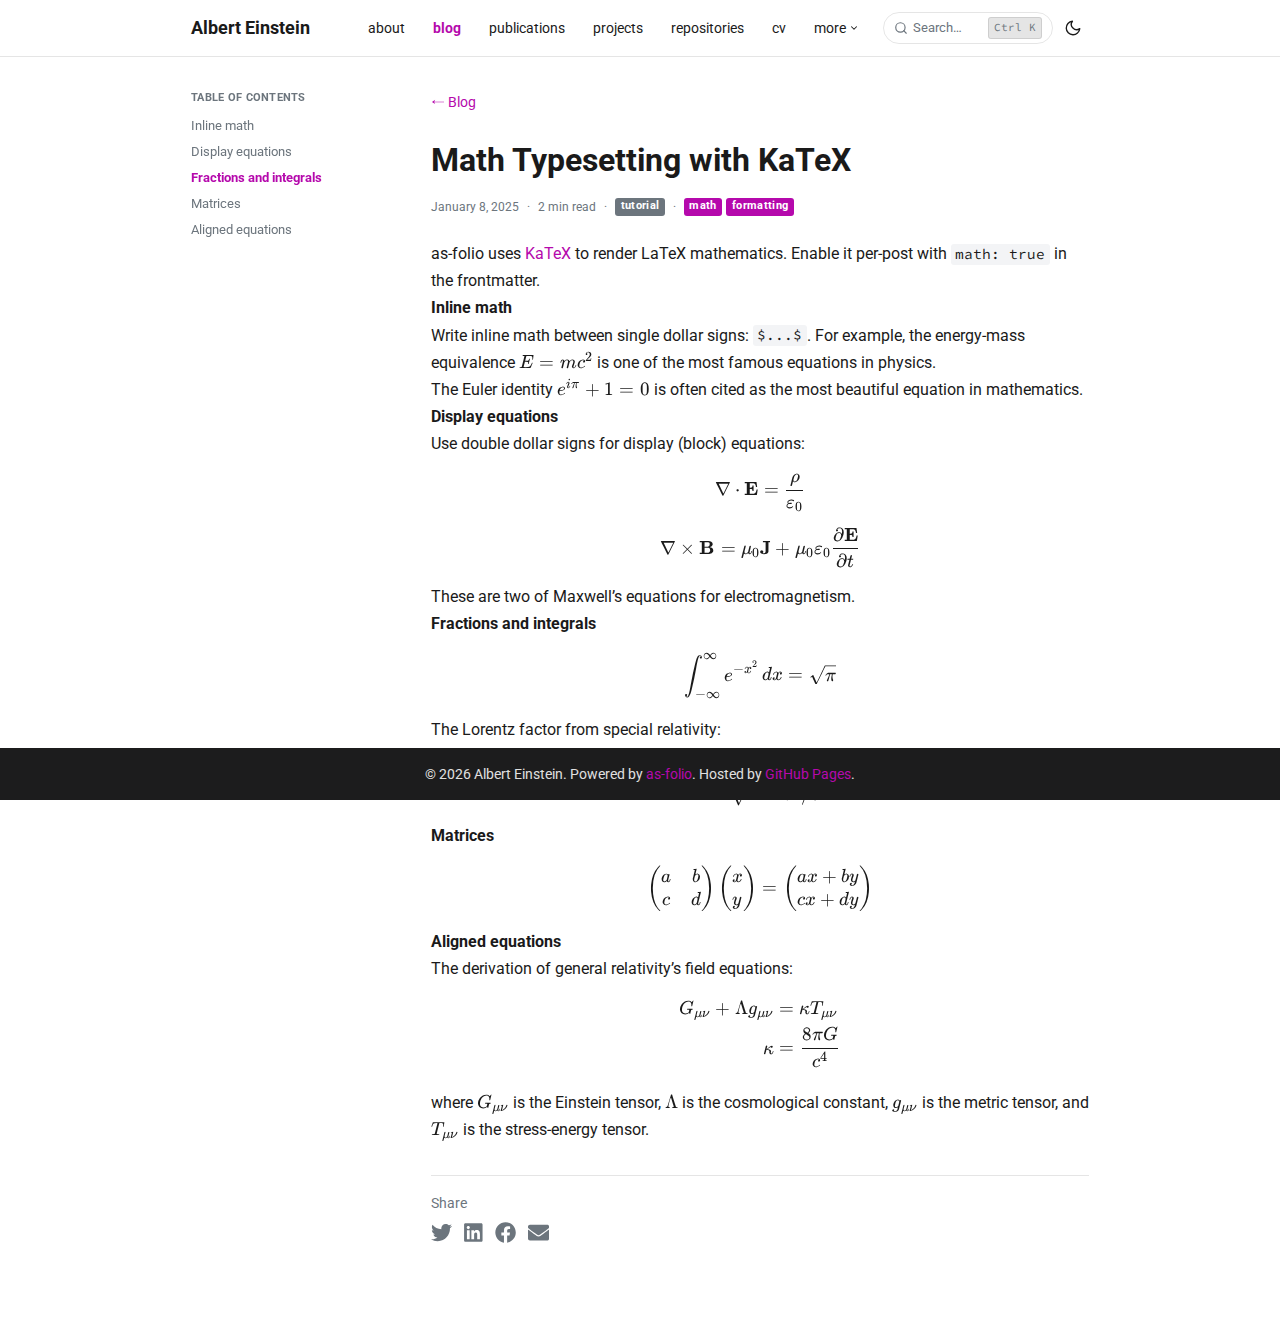 Albert Einstein
about
blog
publications
projects
repositories
cv
more
Search...
Ctrl K
TABLE OF CONTENTS
Inline math
Display equations
Fractions and integrals
Matrices
Aligned equations
← Blog
Math Typesetting with KaTeX
January 8, 2025 · 2 min read · tutorial · math formatting
as-folio uses KaTeX to render LaTeX mathematics. Enable it per-post with math: true in
the frontmatter.
Inline math
Write inline math between single dollar signs: $...$. For example, the energy-mass
equivalence E = mc² is one of the most famous equations in physics.
The Euler identity e^{iπ} + 1 = 0 is often cited as the most beautiful equation in mathematics.
Display equations
Use double dollar signs for display (block) equations:
∇ · E = ρ/ε₀
∇ × B = μ₀J + μ₀ε₀ ∂E/∂t
These are two of Maxwell’s equations for electromagnetism.
Fractions and integrals
∫_{−∞}^{∞} e^{−x²} dx = √π
The Lorentz factor from special relativity:
© 2026 Albert Einstein. Powered by as-folio. Hosted by GitHub Pages.
Matrices
(a b; c d) (x; y) = (ax + by; cx + dy)
Aligned equations
The derivation of general relativity’s field equations:
G_{μν} + Λg_{μν} = κT_{μν}
κ = 8πG/c⁴
where G_{μν} is the Einstein tensor, Λ is the cosmological constant, g_{μν} is the metric tensor, and
T_{μν} is the stress-energy tensor.
Share